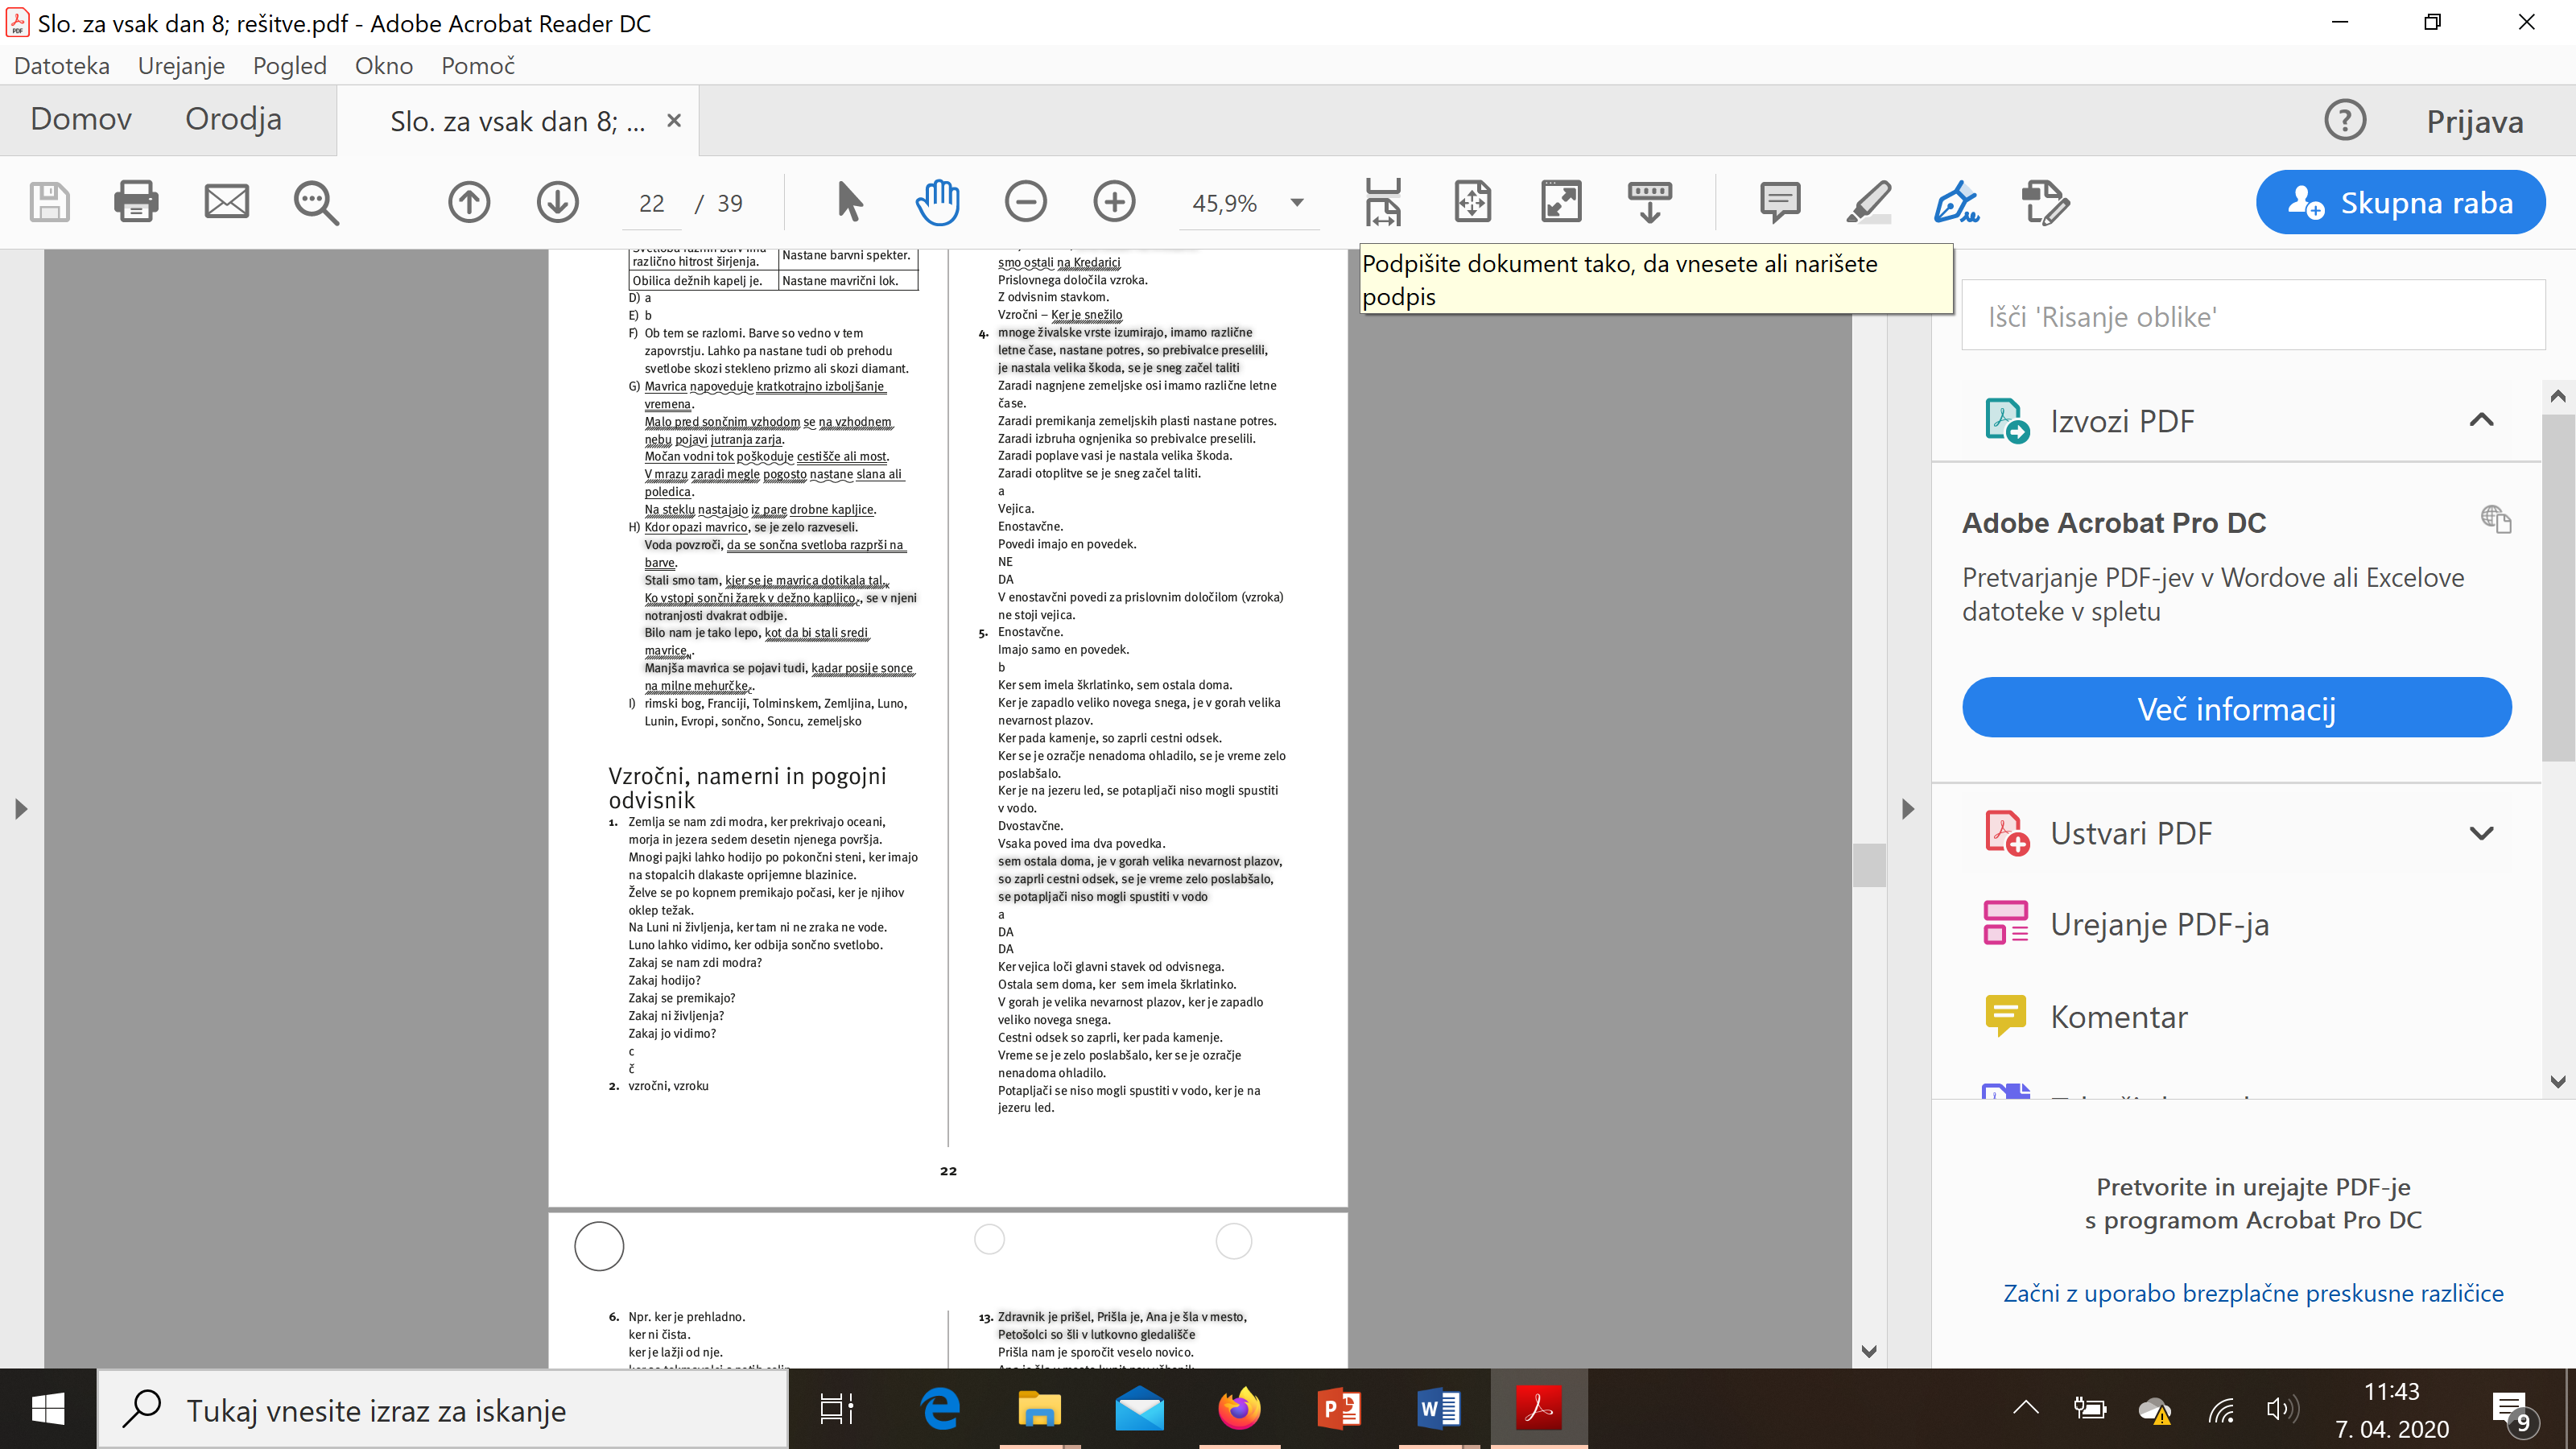 Slo. za vsak dan 8; rešitve.pdf - Adobe Acrobat Reader DC
Datoteka Urejanje Pogled Okno Pomoč
Domov Orodja Slo. za vsak dan 8; ... Prijava
22 / 39 45,9% Skupna raba
Podpišite dokument tako, da vnesete ali narišete
podpis
različno hitrost širjenja. Nastane barvni spekter.
Obilica dežnih kapelj je. Nastane mavrični lok.
D) a
E) b
F) Ob tem se razlomi. Barve so vedno v tem
zapovrstju. Lahko pa nastane tudi ob prehodu
svetlobe skozi stekleno prizmo ali skozi diamant.
G) Mavrica napoveduje kratkotrajno izboljšanje
vremena.
Malo pred sončnim vzhodom se na vzhodnem
nebu pojavi jutranja zarja.
Močan vodni tok poškoduje cestišče ali most.
V mrazu zaradi megle pogosto nastane slana ali
poledica.
Na steklu nastajajo iz pare drobne kapljice.
H) Kdor opazi mavrico, se je zelo razveseli.
Voda povzroči, da se sončna svetloba razprši na
barve.
Stali smo tam, kjer se je mavrica dotikala tal.
Ko vstopi sončni žarek v dežno kapljico, se v njeni
notranjosti dvakrat odbije.
Bilo nam je tako lepo, kot da bi stali sredi
mavrice.
Manjša mavrica se pojavi tudi, kadar posije sonce
na milne mehurčke.
I) rimski bog, Franciji, Tolminskem, Zemljina, Luno,
Lunin, Evropi, sončno, Soncu, zemeljsko
Vzročni, namerni in pogojni
odvisnik
1. Zemlja se nam zdi modra, ker prekrivajo oceani,
morja in jezera sedem desetin njenega površja.
Mnogi pajki lahko hodijo po pokončni steni, ker imajo
na stopalcih dlakaste oprijemne blazinice.
Želve se po kopnem premikajo počasi, ker je njihov
oklep težak.
Na Luni ni življenja, ker tam ni ne zraka ne vode.
Luno lahko vidimo, ker odbija sončno svetlobo.
Zakaj se nam zdi modra?
Zakaj hodijo?
Zakaj se premikajo?
Zakaj ni življenja?
Zakaj jo vidimo?
c
č
2. vzročni, vzroku
smo ostali na Kredarici
Prislovnega določila vzroka.
Z odvisnim stavkom.
Vzročni – Ker je snežilo
4. mnoge živalske vrste izumirajo, imamo različne
letne čase, nastane potres, so prebivalce preselili,
je nastala velika škoda, se je sneg začel taliti
Zaradi nagnjene zemeljske osi imamo različne letne
čase.
Zaradi premikanja zemeljskih plasti nastane potres.
Zaradi izbruha ognjenika so prebivalce preselili.
Zaradi poplave vasi je nastala velika škoda.
Zaradi otoplitve se je sneg začel taliti.
a
Vejica.
Enostavčne.
Povedi imajo en povedek.
NE
DA
V enostavčni povedi za prislovnim določilom (vzroka)
ne stoji vejica.
5. Enostavčne.
Imajo samo en povedek.
b
Ker sem imela škrlatinko, sem ostala doma.
Ker je zapadlo veliko novega snega, je v gorah velika
nevarnost plazov.
Ker pada kamenje, so zaprli cestni odsek.
Ker se je ozračje nenadoma ohladilo, se je vreme zelo
poslabšalo.
Ker je na jezeru led, se potapljači niso mogli spustiti
v vodo.
Dvostavčne.
Vsaka poved ima dva povedka.
sem ostala doma, je v gorah velika nevarnost plazov,
so zaprli cestni odsek, se je vreme zelo poslabšalo,
se potapljači niso mogli spustiti v vodo
a
DA
DA
Ker vejica loči glavni stavek od odvisnega.
Ostala sem doma, ker sem imela škrlatinko.
V gorah je velika nevarnost plazov, ker je zapadlo
veliko novega snega.
Cestni odsek so zaprli, ker pada kamenje.
Vreme se je zelo poslabšalo, ker se je ozračje
nenadoma ohladilo.
Potapljači se niso mogli spustiti v vodo, ker je na
jezeru led.
22
6. Npr. ker je prehladno.
ker ni čista.
ker je lažji od nje.
13. Zdravnik je prišel, Prišla je, Ana je šla v mesto,
Petošolci so šli v lutkovno gledališče
Prišla nam je sporočit veselo novico.
Išči 'Risanje oblike'
Izvozi PDF
Adobe Acrobat Pro DC
Pretvarjanje PDF-jev v Wordove ali Excelove
datoteke v spletu
Več informacij
Ustvari PDF
Urejanje PDF-ja
Komentar
Pretvorite in urejajte PDF-je
s programom Acrobat Pro DC
Začni z uporabo brezplačne preskusne različice
Tukaj vnesite izraz za iskanje
11:43
7. 04. 2020
9